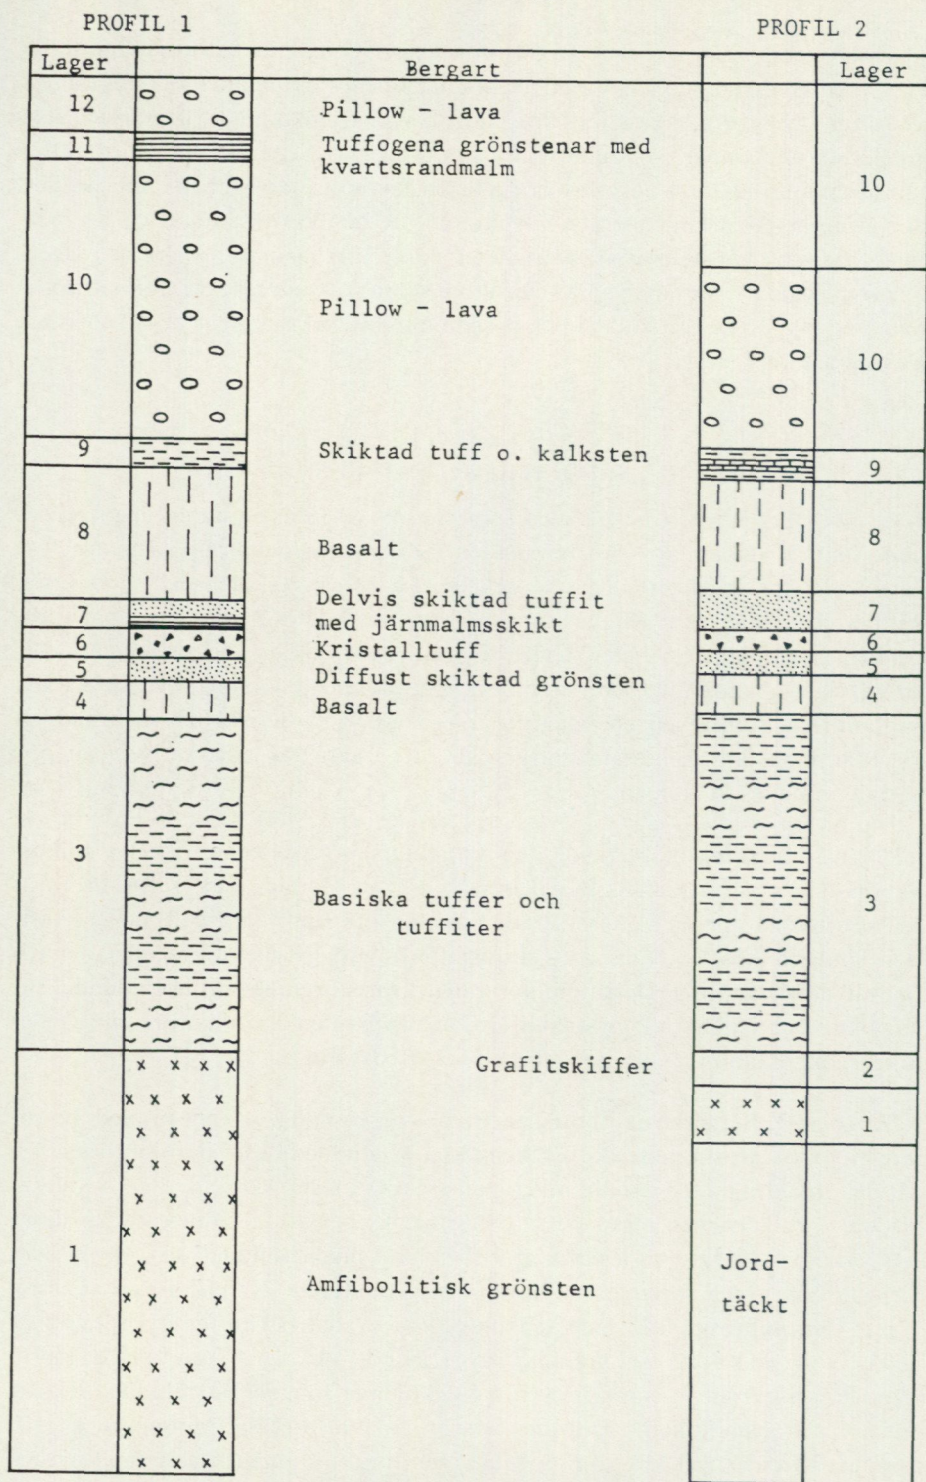 PROFIL 1 PROFIL 2
Lager Bergart Lager
12 Pillow - lava
11 Tuffogena grönstenar med
kvartsrandmalm
10
10 Pillow - lava 10
9 Skiktad tuff o. kalksten 9
8 Basalt 8
7 Delvis skiktad tuffit 7
med järnmalmsskikt
6 Kristalltuff 6
5 Diffust skiktad grönsten 5
4 Basalt 4
3 Basiska tuffer och 3
tuffiter
Grafitskiffer 2
1
1 Amfibolitisk grönsten Jord-
täckt